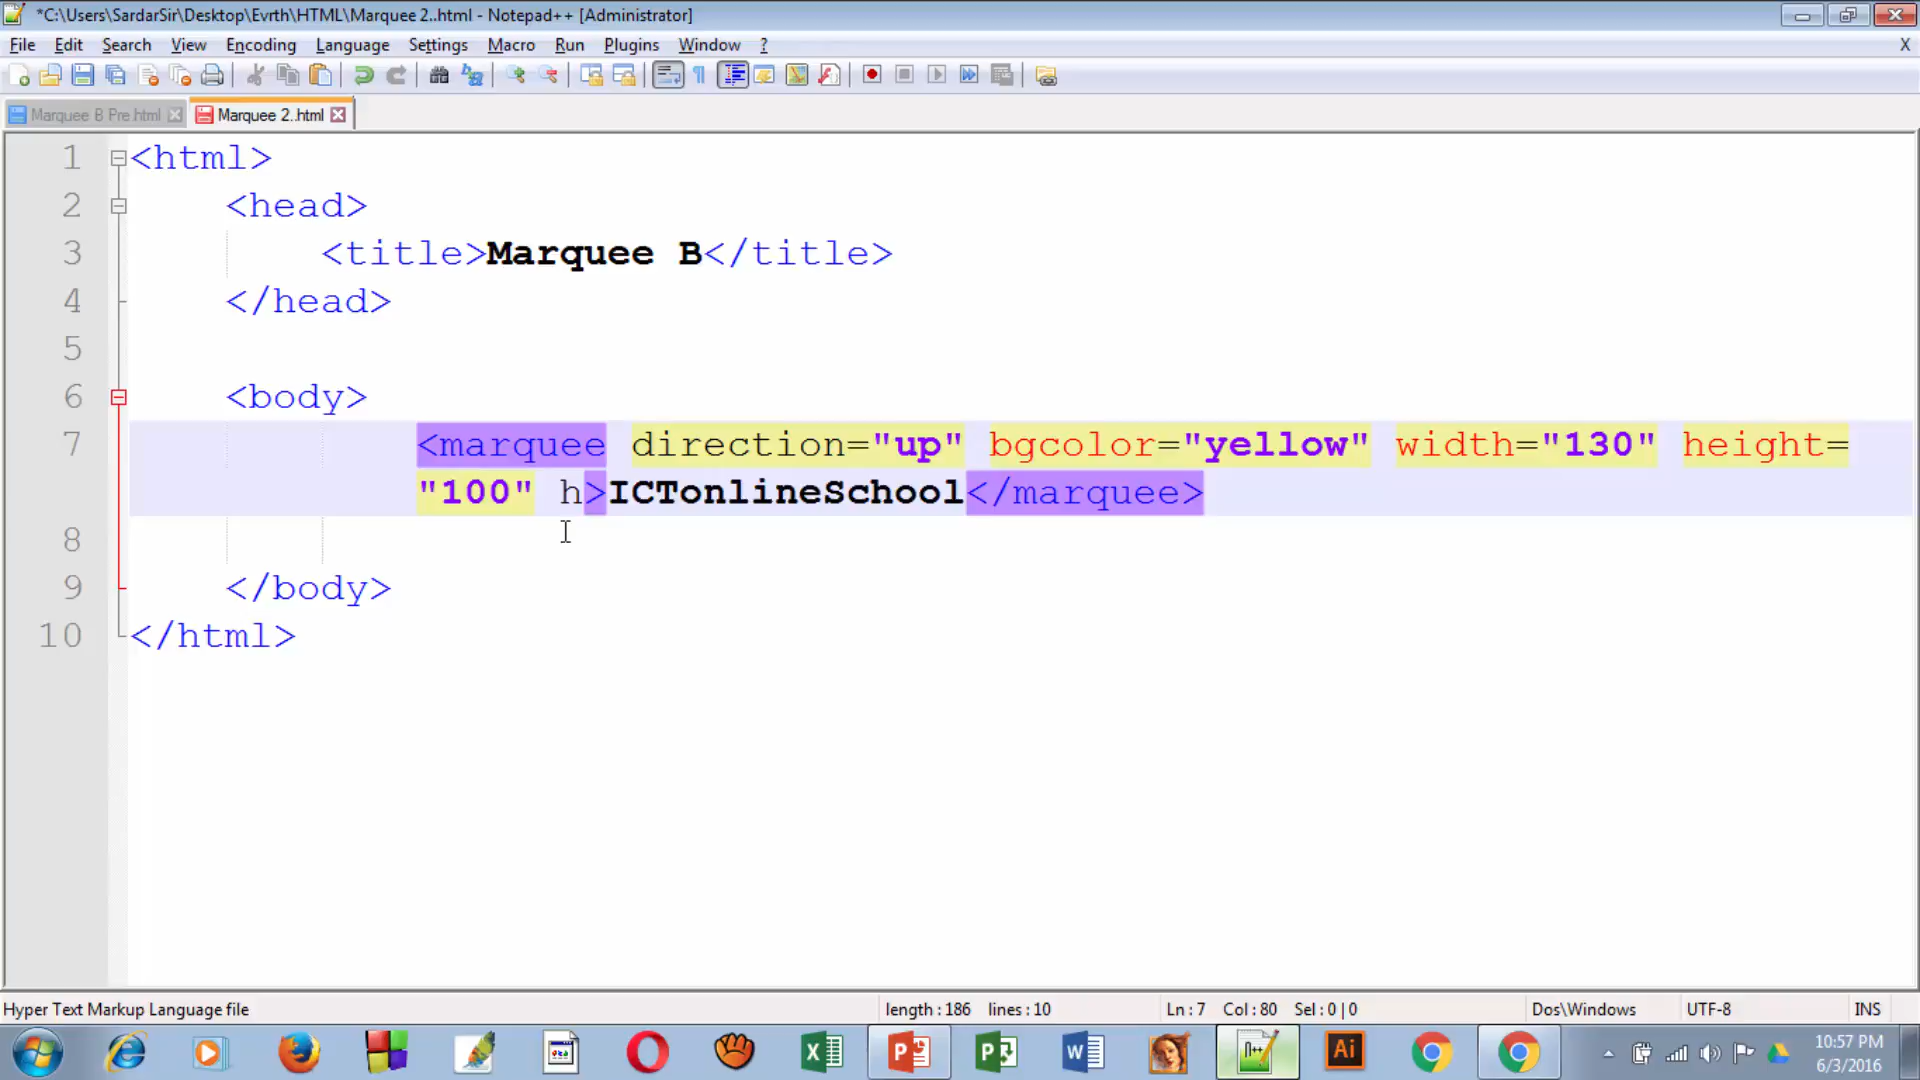 *C:\Users\SardarSir\Desktop\Evrth\HTML\Marquee 2..html - Notepad++ [Administrator]
File Edit Search View Encoding Language Settings Macro Run Plugins Window ? X
Marquee B Pre.html Marquee 2..html
1 <html>
2 <head>
3 <title>Marquee B</title>
4 </head>
5
6 <body>
7 <marquee direction="up" bgcolor="yellow" width="130" height=
"100" h>ICTonlineSchool</marquee>
8
9 </body>
10 </html>
Hyper Text Markup Language file length : 186 lines : 10 Ln : 7 Col : 80 Sel : 0 | 0 Dos\Windows UTF-8 INS
10:57 PM
6/3/2016